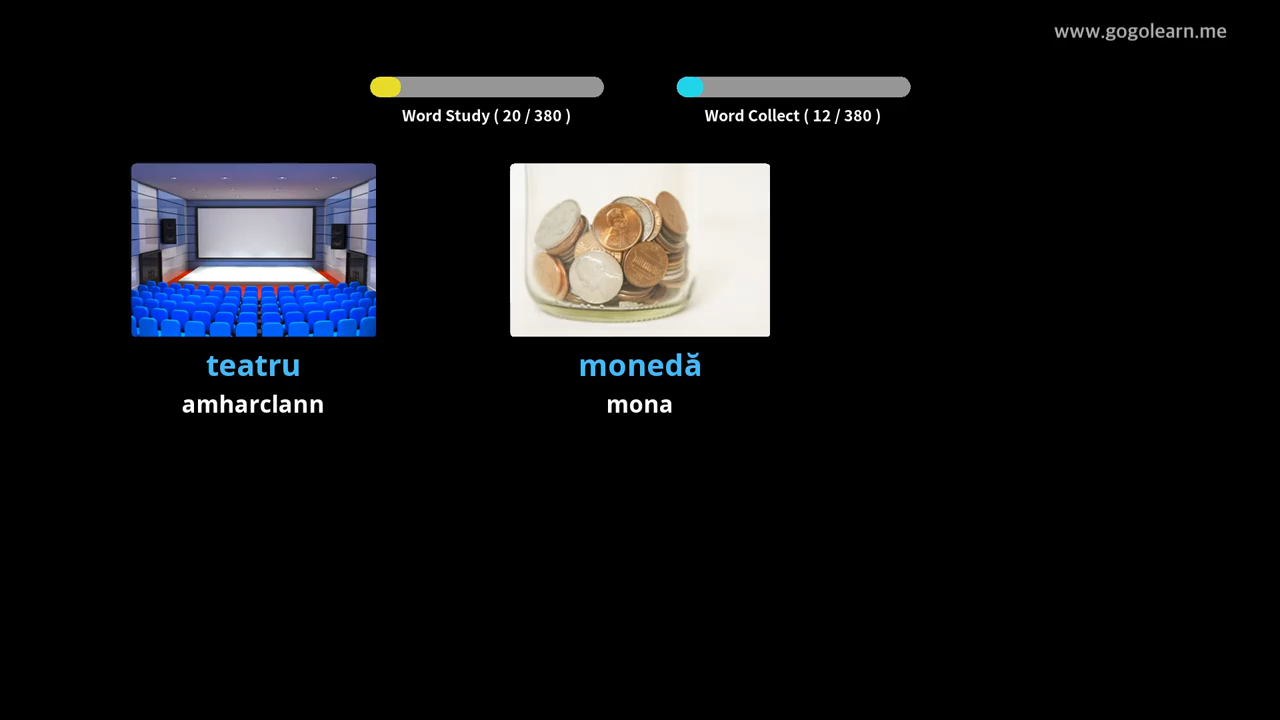 www.gogolearn.me
Word Study ( 20 / 380 )
Word Collect ( 12 / 380 )
teatru
amharclann
monedă
mona